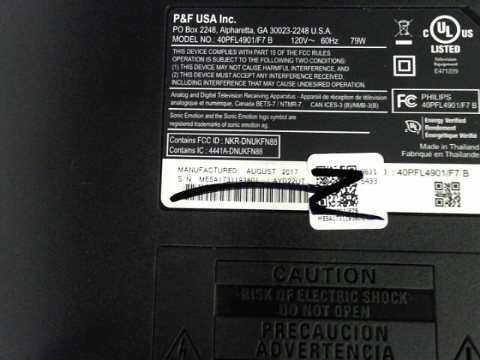 P&F USA Inc.
PO Box 2248, Alpharetta, GA 30023-2248 U.S.A.
MODEL NO.: 40PFL4901/F7 B 120V~ 60Hz 79W
THIS DEVICE COMPLIES WITH PART 15 OF THE FCC RULES.
OPERATION IS SUBJECT TO THE FOLLOWING TWO CONDITIONS:
(1) THIS DEVICE MAY NOT CAUSE HARMFUL INTERFERENCE, AND
(2) THIS DEVICE MUST ACCEPT ANY INTERFERENCE RECEIVED,
INCLUDING INTERFERENCE THAT MAY CAUSE UNDESIRED OPERATION.
Analog and Digital Television Receiving Apparatus - Appareil de réception de télévision
analogique et numérique, Canada BETS-7 / NTMR-7. CAN ICES-3 (B)/NMB-3(B)
Sonic Emotion and the Sonic Emotion logo are
registered trademarks of sonic emotion ag
Contains FCC ID : NKR-DNUKFN88
Contains IC : 4441A-DNUKFN88
c UL US
LISTED
Television
Equipment
E471229
FC PHILIPS
40PFL4901/F7 B
UL Energy Verified
Rendement
Énergétique Vérifié
Made in Thailand
Fabriqué en Thaïlande
MANUFACTURED: AUGUST 2017
S/N
40PFL4901/F7 B
CAUTION
RISK OF ELECTRIC SHOCK
DO NOT OPEN
PRECAUCION
ADVERTENCIA